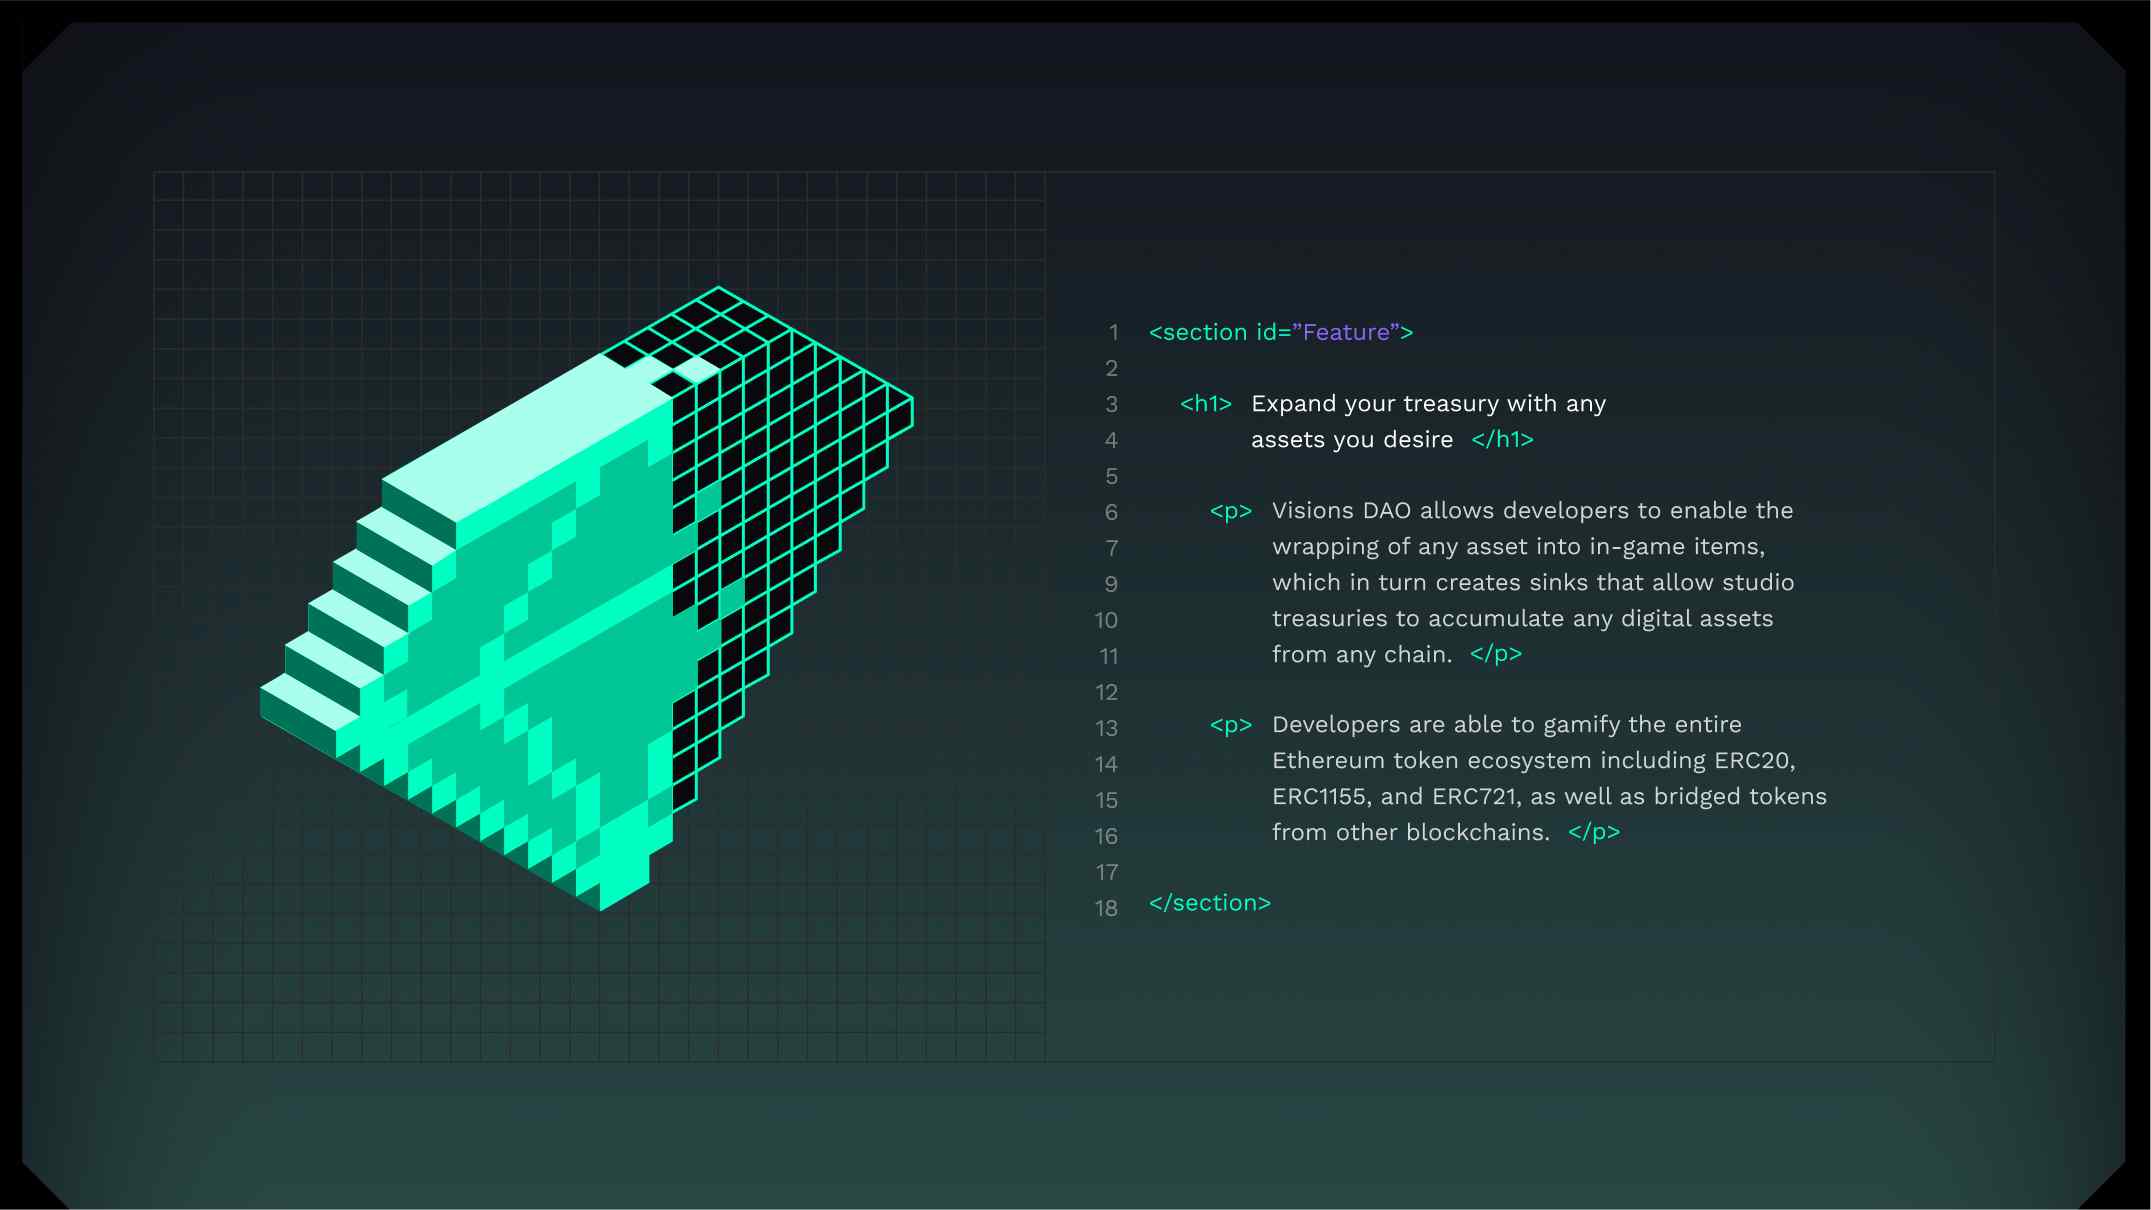 1 <section id=”Feature”>
2
3 <h1> Expand your treasury with any
4 assets you desire </h1>
5
6 <p> Visions DAO allows developers to enable the
7 wrapping of any asset into in-game items,
9 which in turn creates sinks that allow studio
10 treasuries to accumulate any digital assets
11 from any chain. </p>
12
13 <p> Developers are able to gamify the entire
14 Ethereum token ecosystem including ERC20,
15 ERC1155, and ERC721, as well as bridged tokens
16 from other blockchains. </p>
17
18 </section>